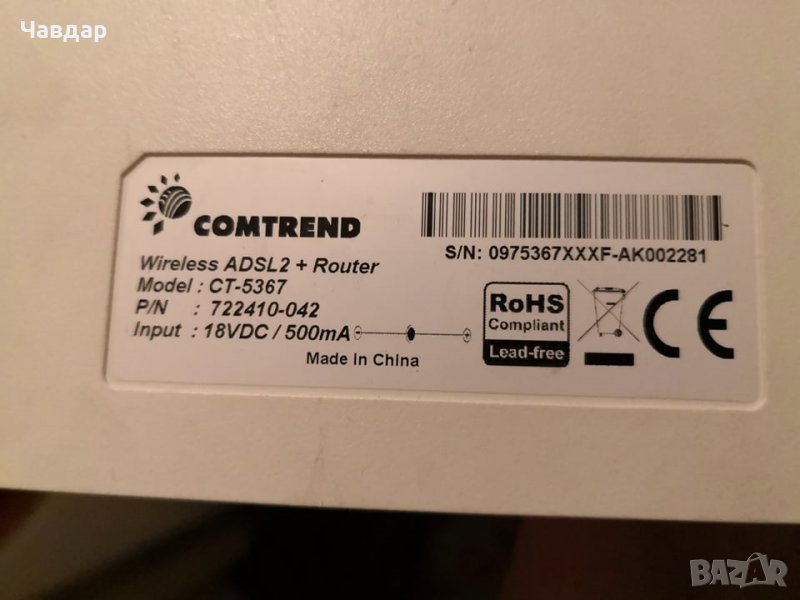 Чавдар
COMTREND
Wireless ADSL2 + Router
Model : CT-5367
P/N : 722410-042
Input : 18VDC / 500mA
Made in China
S/N: 0975367XXXF-AK002281
RoHS
Compliant
Lead-free
CE
BAZAR